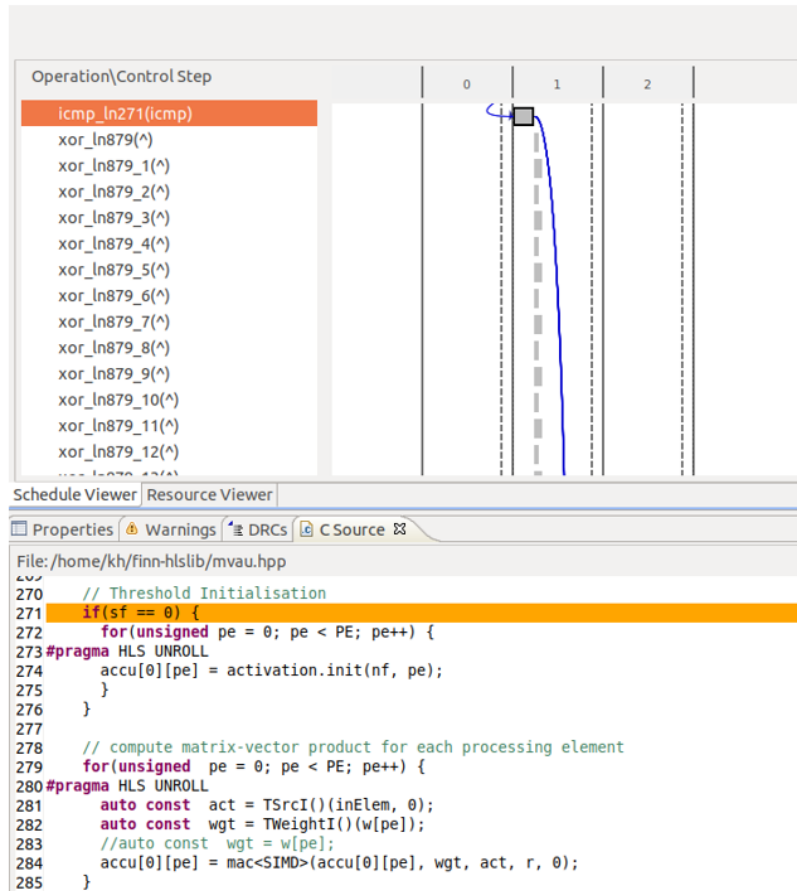 Operation\Control Step 0 1 2
icmp_ln271(icmp)
xor_ln879(^)
xor_ln879_1(^)
xor_ln879_2(^)
xor_ln879_3(^)
xor_ln879_4(^)
xor_ln879_5(^)
xor_ln879_6(^)
xor_ln879_7(^)
xor_ln879_8(^)
xor_ln879_9(^)
xor_ln879_10(^)
xor_ln879_11(^)
xor_ln879_12(^)
Schedule Viewer Resource Viewer
Properties Warnings DRCs C Source
File: /home/kh/finn-hlslib/mvau.hpp
270 // Threshold Initialisation
271 if(sf == 0) {
272 for(unsigned pe = 0; pe < PE; pe++) {
273 #pragma HLS UNROLL
274 accu[0][pe] = activation.init(nf, pe);
275 }
276 }
277
278 // compute matrix-vector product for each processing element
279 for(unsigned  pe = 0; pe < PE; pe++) {
280 #pragma HLS UNROLL
281 auto const  act = TSrcI()(inElem, 0);
282 auto const  wgt = TWeightI()(w[pe]);
283 //auto const  wgt = w[pe];
284 accu[0][pe] = mac<SIMD>(accu[0][pe], wgt, act, r, 0);
285 }